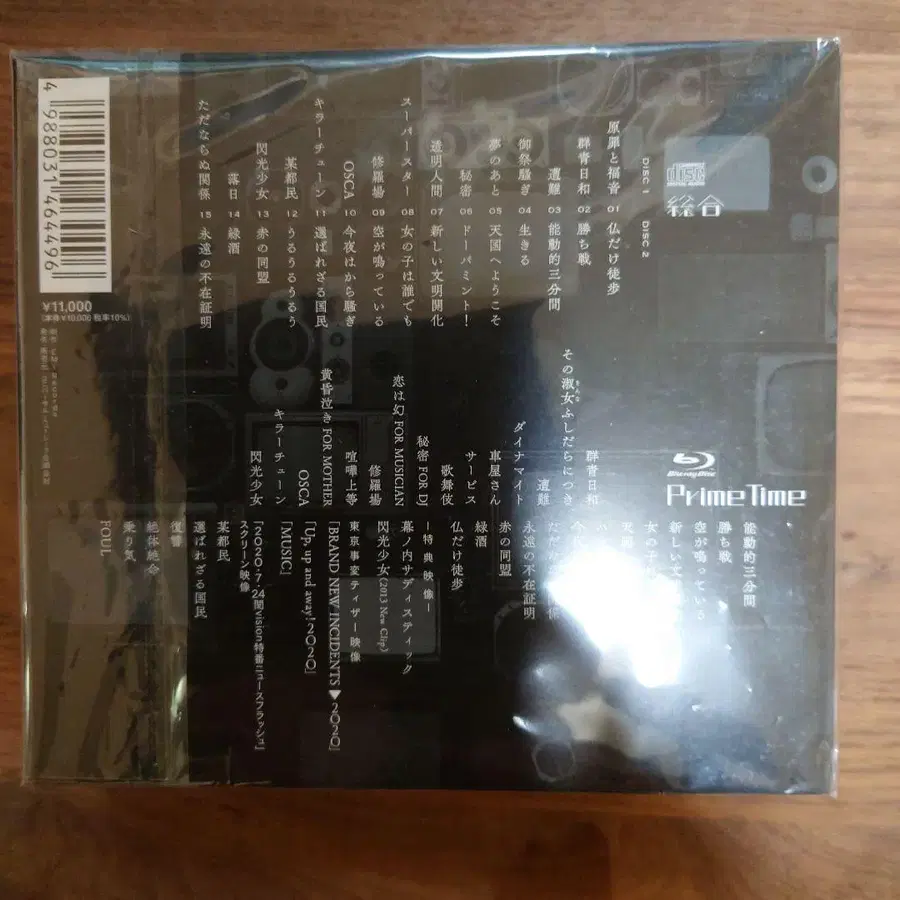 総合
DISC 1
DISC 2
原罪と福音 01 仏だけ徒歩
群青日和 02 勝ち戦
遭難 03 能動的三分間
御祭騒ぎ 04 生きる
夢のあと 05 天国へようこそ
秘密 06 ドーパミント!
透明人間 07 新しい文明開化
スーパースター 08 女の子は誰でも
修羅場 09 空が鳴っている
OSCA 10 今夜はから騒ぎ
キラーチューン 11 選ばれざる国民
某都民 12 うるうるうるう
閃光少女 13 赤の同盟
落日 14 緑酒
ただならぬ関係 15 永遠の不在証明
Blu-ray Disc
Prime Time
群青日和
その淑女ふしだらにつき
遭難
ダイナマイト
車屋さん
サービス
歌舞伎
秘密 FOR DJ
恋は幻 FOR MUSICIAN
修羅場
喧嘩上等
黄昏泣き FOR MOTHER
OSCA
キラーチューン
閃光少女
能動的三分間
勝ち戦
空が鳴っている
永遠の不在証明
赤の同盟
緑酒
仏だけ徒歩
ー特典映像ー
幕ノ内サディスティック
閃光少女(2013 New Clip)
東京事変ティザー映像
「BRAND NEW INCIDENTS▼2O2O」
「Up, up and away!2O2O」
「MUSIC」
「2O2O.7.24閏vision特番ニュースフラッシュ」
スクリーン映像
某都民
選ばれざる国民
復讐
絶体絶命
乗り気
FOUL
4 988031 464496
¥11,000
(本体¥10,000 税率10%)